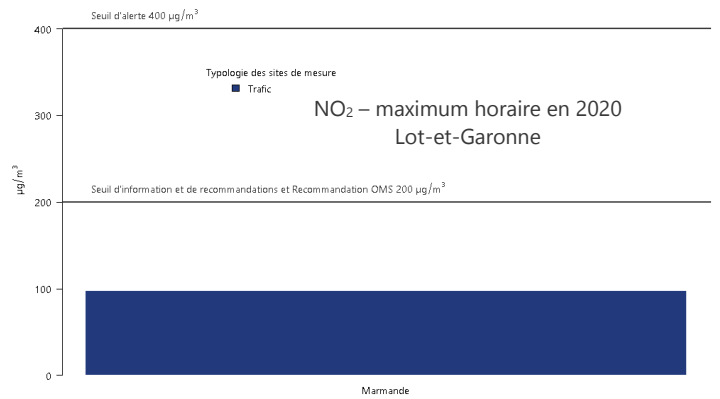 Seuil d'alerte 400 µg/m³
400
Typologie des sites de mesure
Trafic
NO₂ – maximum horaire en 2020
Lot-et-Garonne
300
µg/m³
Seuil d'information et de recommandations et Recommandation OMS 200 µg/m³
200
100
0
Marmande